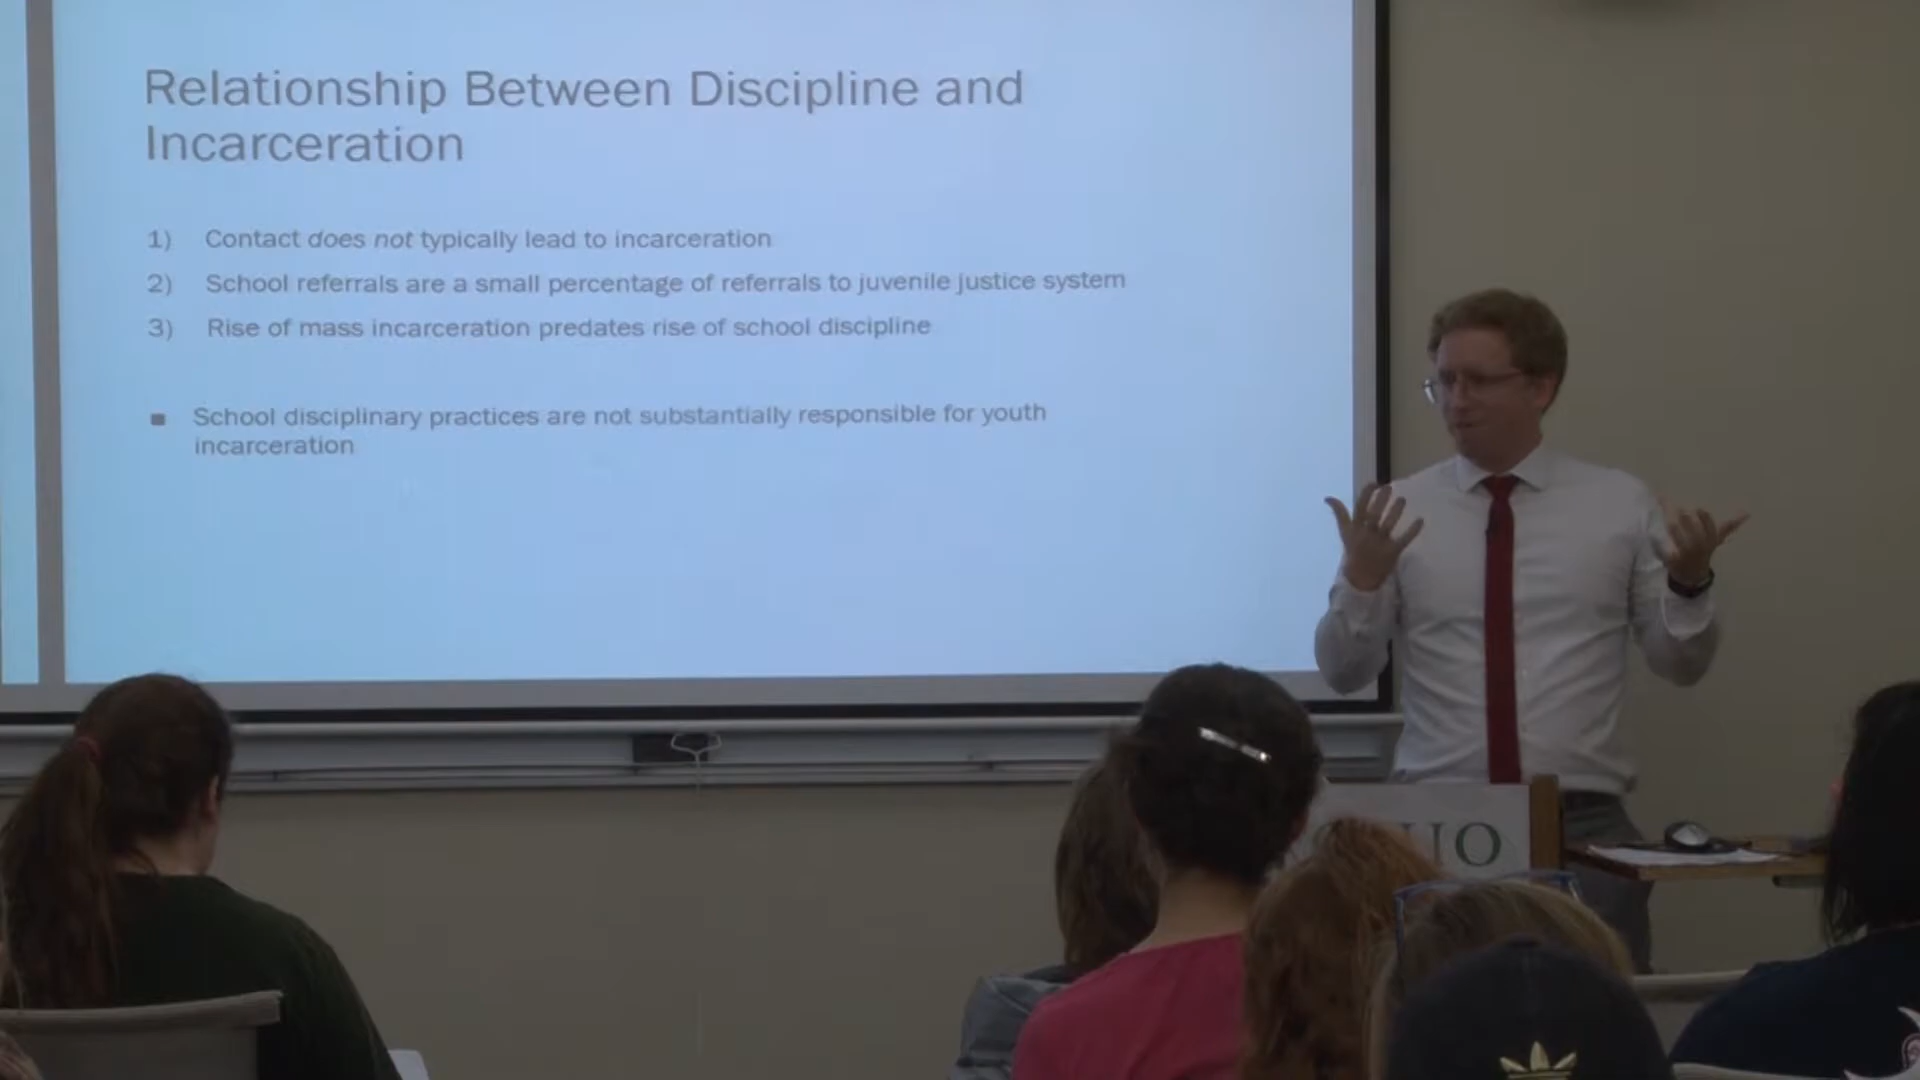 Relationship Between Discipline and
Incarceration
1) Contact does not typically lead to incarceration
2) School referrals are a small percentage of referrals to juvenile justice system
3) Rise of mass incarceration predates rise of school discipline
■ School disciplinary practices are not substantially responsible for youth
incarceration